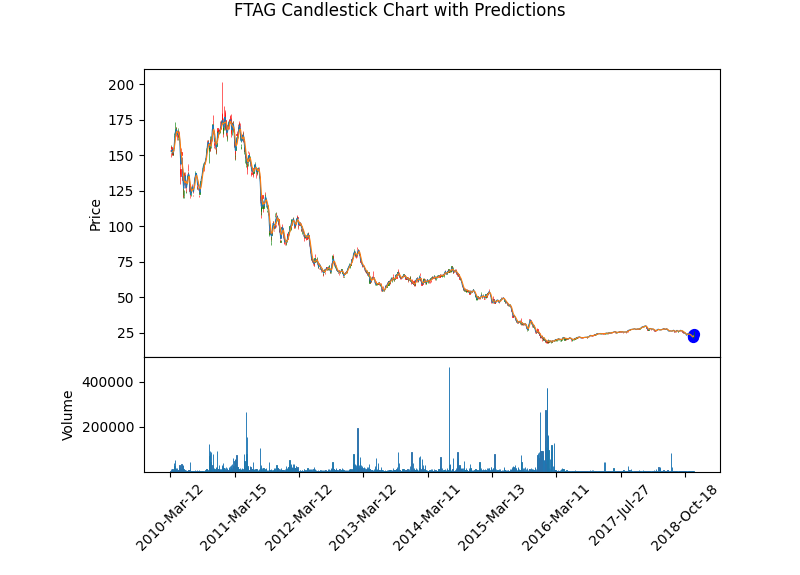 FTAG Candlestick Chart with Predictions
200
175
150
125
100
75
50
25
Price
400000
200000
Volume
2010-Mar-12
2011-Mar-15
2012-Mar-12
2013-Mar-12
2014-Mar-11
2015-Mar-13
2016-Mar-11
2017-Jul-27
2018-Oct-18